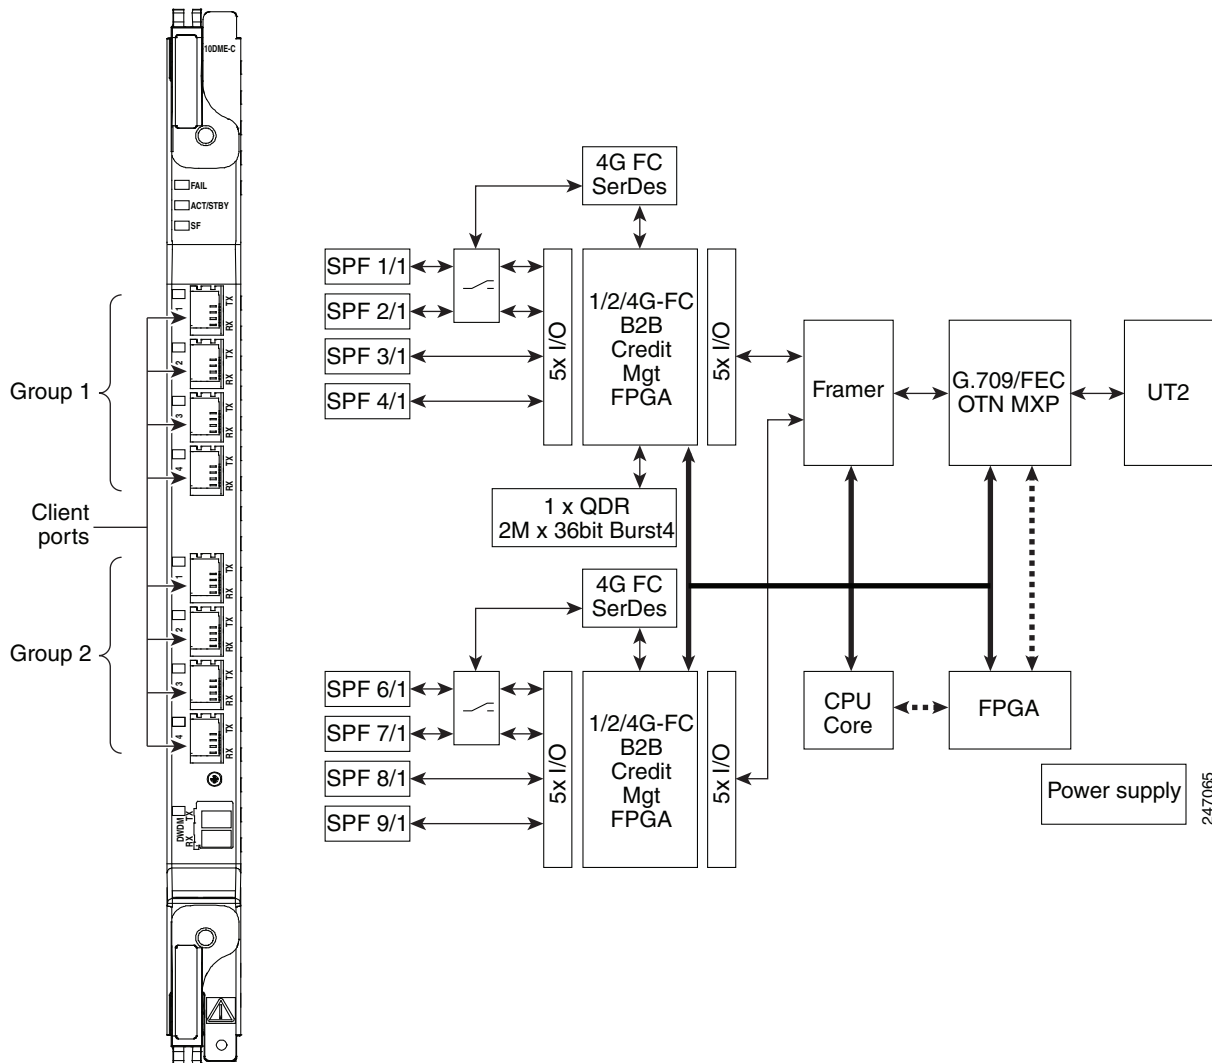 10DME-C
FAIL
ACT/STBY
SF
Group 1
1
TX
RX
2
TX
RX
3
TX
RX
4
TX
RX
Client
ports
Group 2
1
TX
RX
2
TX
RX
3
TX
RX
4
TX
RX
DWDM
TX
RX
4G FC
SerDes
SPF 1/1
SPF 2/1
SPF 3/1
SPF 4/1
5x I/O
1/2/4G-FC
B2B
Credit
Mgt
FPGA
5x I/O
Framer
G.709/FEC
OTN MXP
UT2
1 x QDR
2M x 36bit Burst4
4G FC
SerDes
SPF 6/1
SPF 7/1
SPF 8/1
SPF 9/1
5x I/O
1/2/4G-FC
B2B
Credit
Mgt
FPGA
5x I/O
CPU
Core
FPGA
Power supply
247065